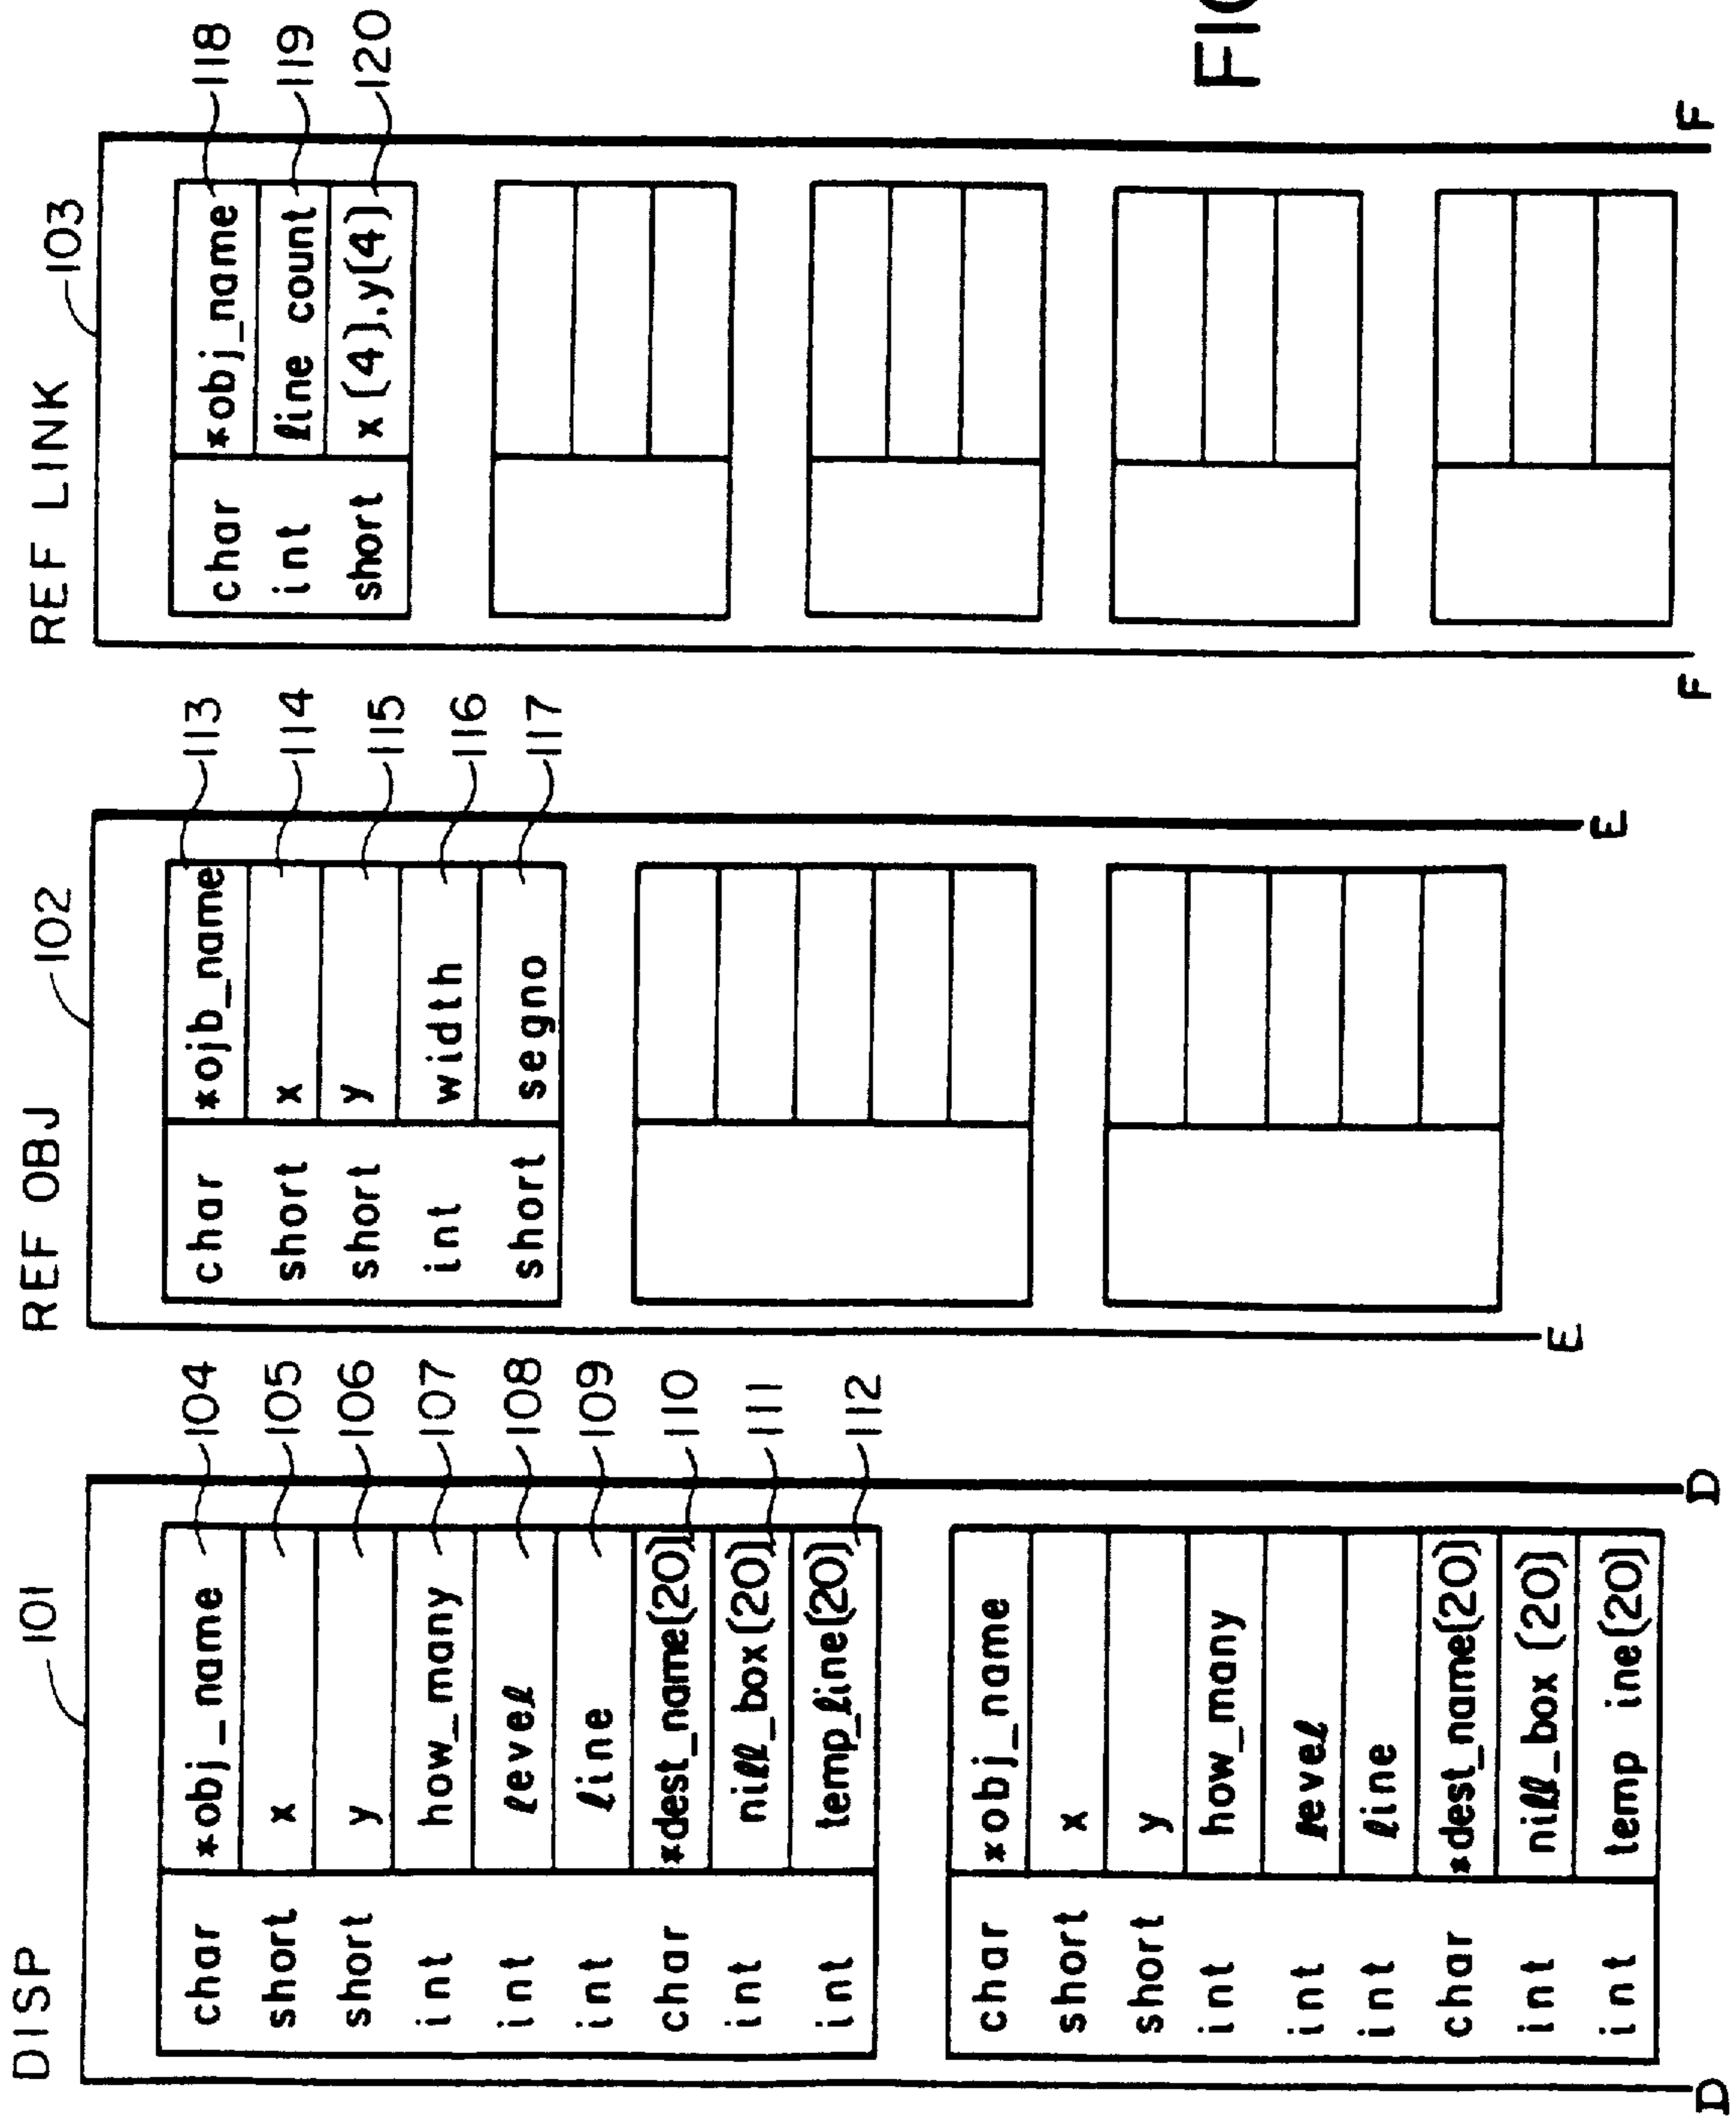 DISP
101
char *obj_name 104
short x 105
short y 106
int how_many 107
int level 108
int line 109
char *dest_name(20) 110
int nill_box(20) 111
int temp_line(20) 112
char *obj_name
short x
short y
int how_many
int level
int line
char *dest_name(20)
int nill_box(20)
int temp ine(20)
D D
REF OBJ
102
char *ojb_name 113
short x 114
short y 115
int width 116
short segno 117
E E
REF LINK
103
char *obj_name 118
int line count 119
short x(4),y(4) 120
F F
FIG